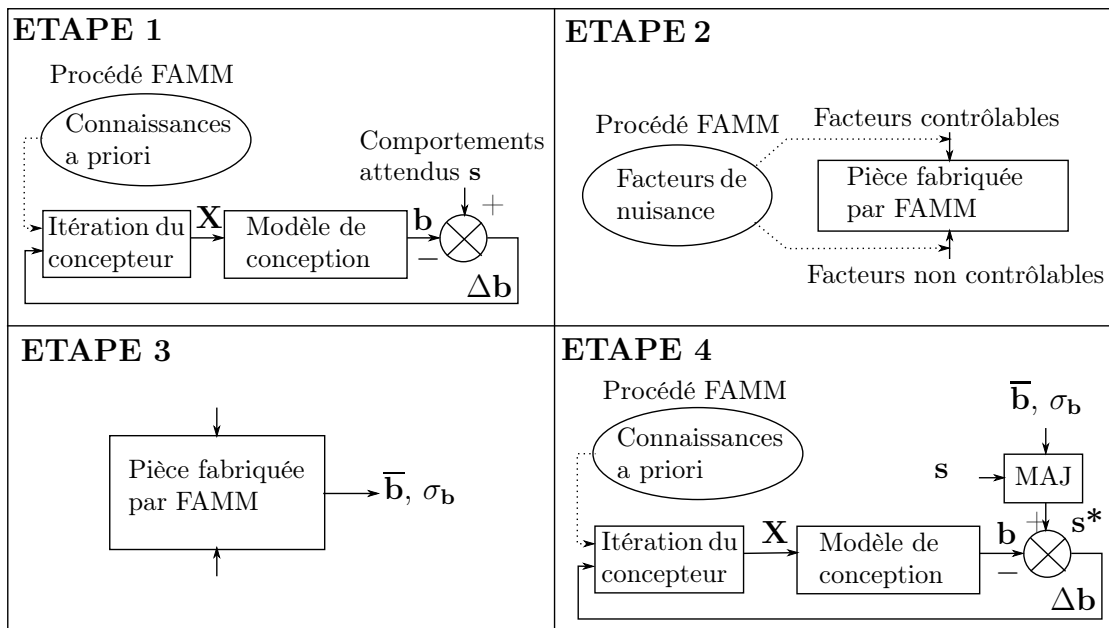 ETAPE 1
Procédé FAMM
Connaissances
a priori
Comportements
attendus s
+
Itération du
concepteur
X
Modèle de
conception
b
−
Δb
ETAPE 2
Procédé FAMM
Facteurs de
nuisance
Facteurs contrôlables
Pièce fabriquée
par FAMM
Facteurs non contrôlables
ETAPE 3
Pièce fabriquée
par FAMM
b̅, σb
ETAPE 4
Procédé FAMM
Connaissances
a priori
b̅, σb
s
MAJ
+
s*
Itération du
concepteur
X
Modèle de
conception
b
−
Δb